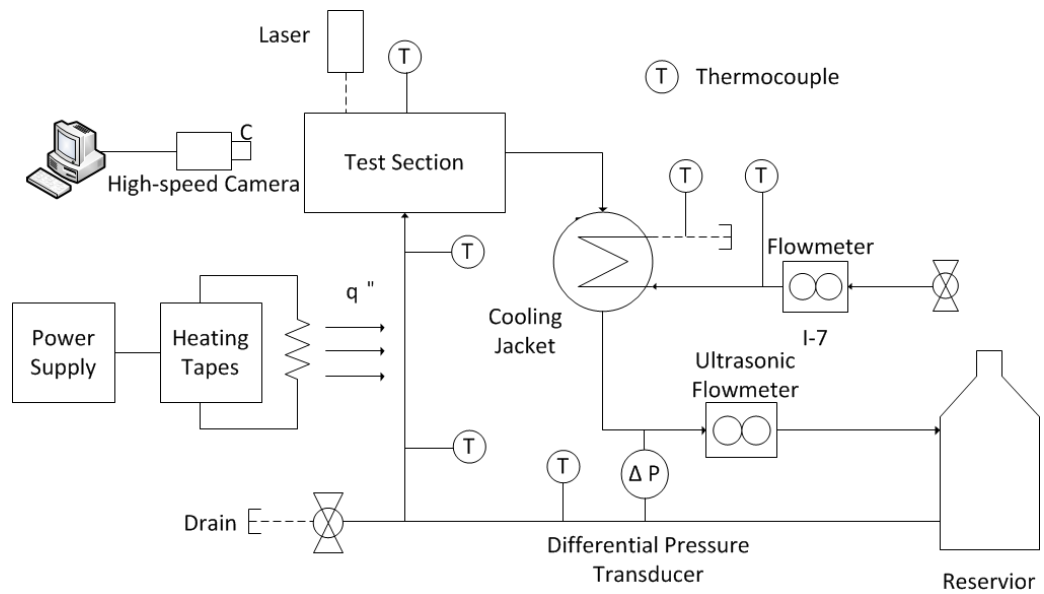 Laser
T
T
Thermocouple
C
High-speed Camera
Test Section
T
T
T
Flowmeter
q "
Cooling
Jacket
I-7
Power
Supply
Heating
Tapes
Ultrasonic
Flowmeter
T
T
Δ P
Drain
Differential Pressure
Transducer
Reservior